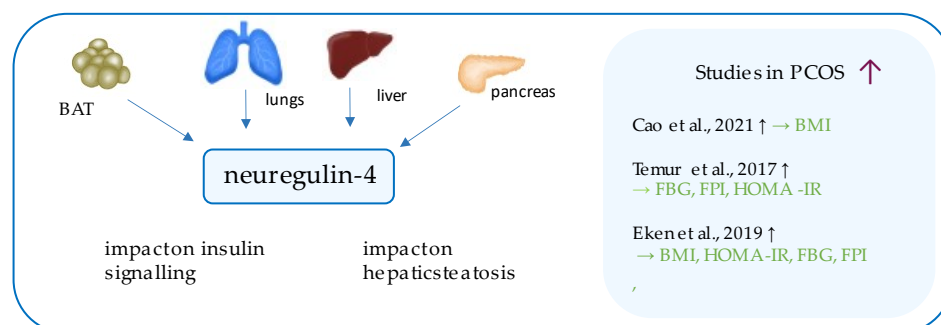 BAT
lungs
liver
pancreas
neuregulin-4
impacton insulin
signalling
impacton
hepaticsteatosis
Studies in PCOS ↑
Cao et al., 2021 ↑ → BMI
Temur et al., 2017 ↑
→ FBG, FPI, HOMA -IR
Eken et al., 2019 ↑
→ BMI, HOMA-IR, FBG, FPI
,